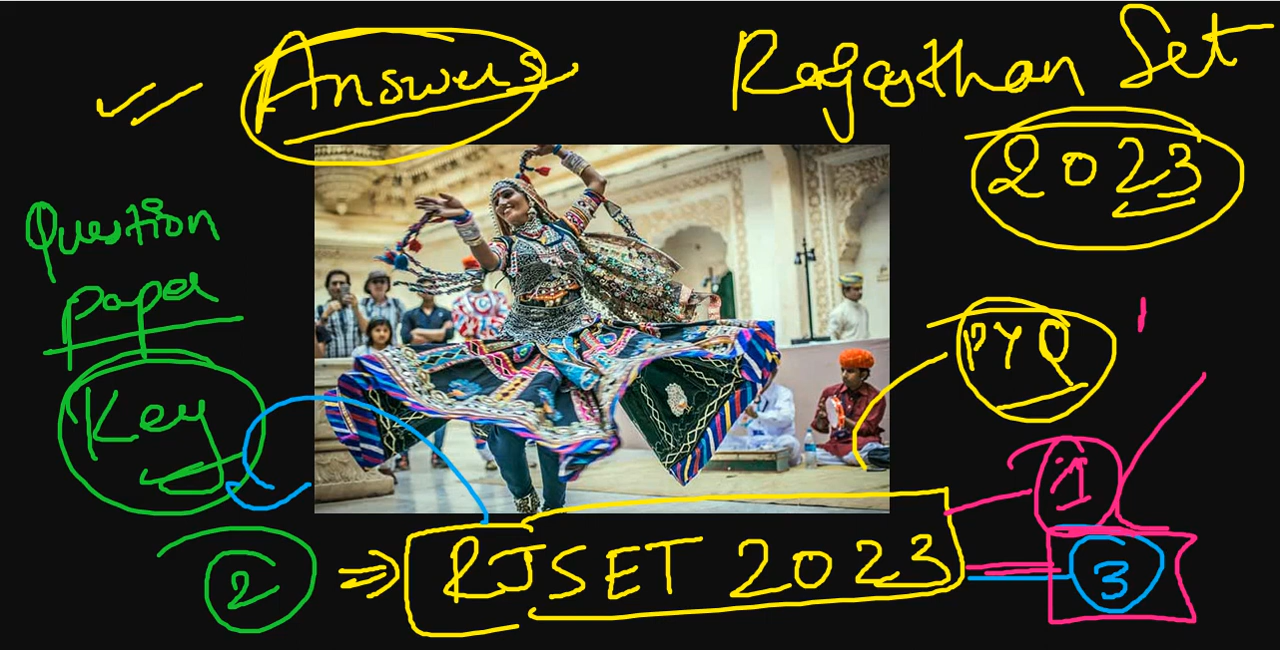 Answers
Rajasthan Set
2023
Question
paper
Key
PYQ
1
2
RJSET 2023
3